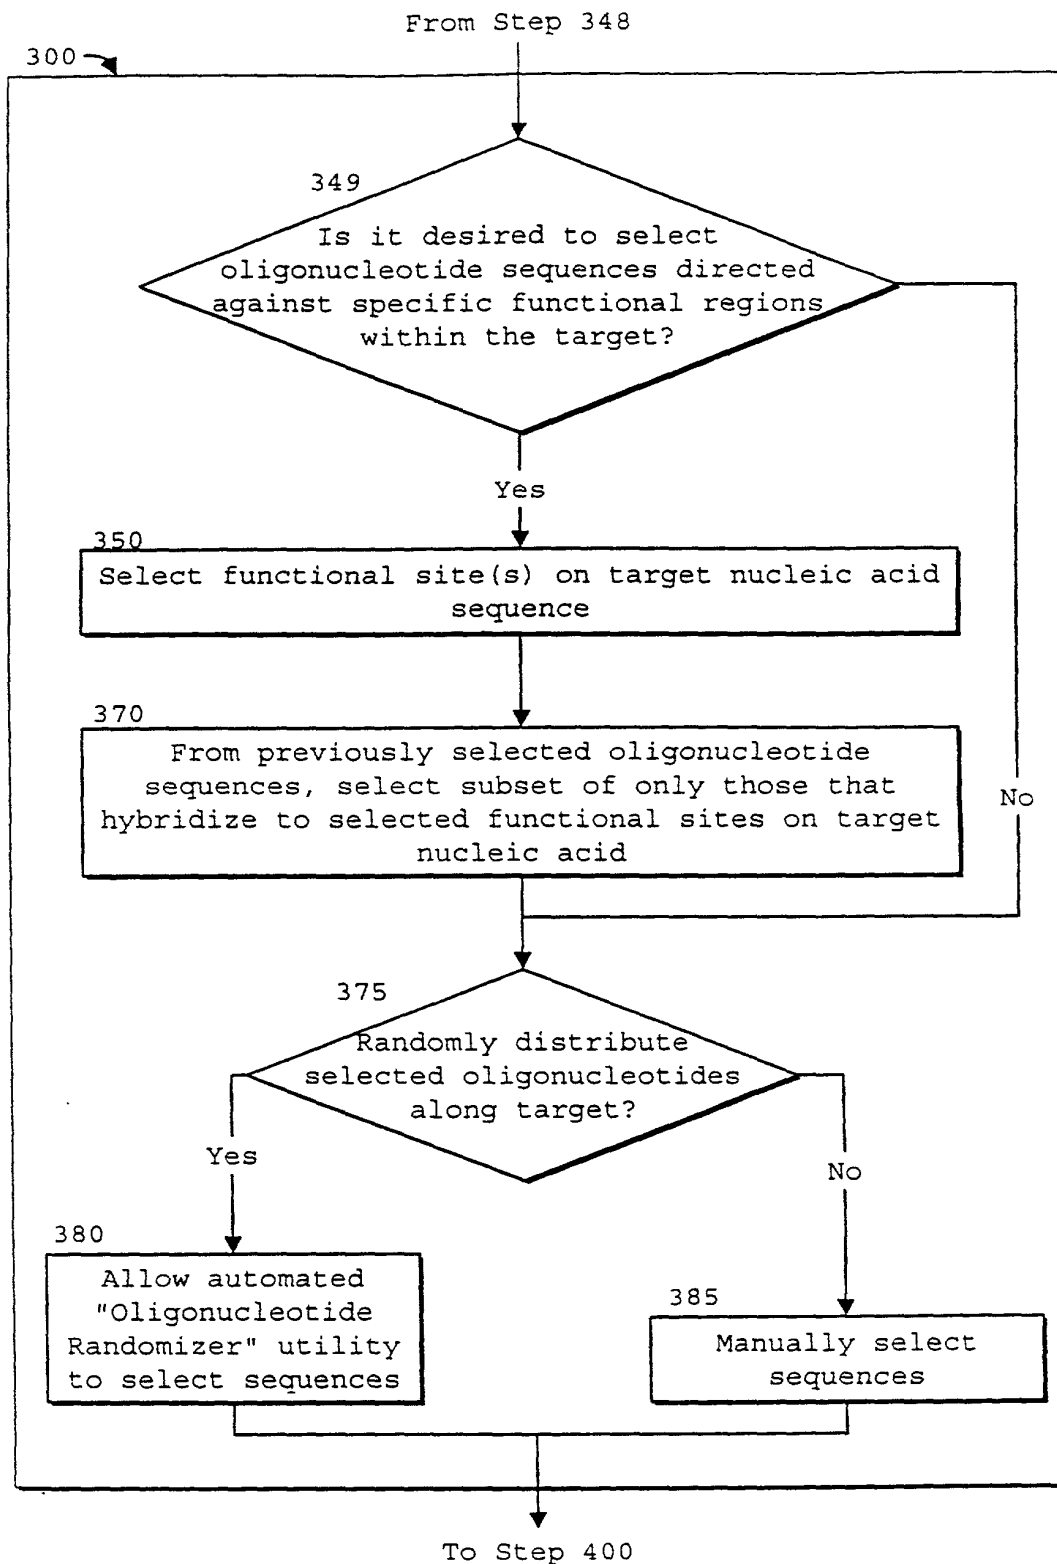 From Step 348
300
349
Is it desired to select
oligonucleotide sequences directed
against specific functional regions
within the target?
Yes
350
Select functional site(s) on target nucleic acid
sequence
370
From previously selected oligonucleotide
sequences, select subset of only those that
hybridize to selected functional sites on target
nucleic acid
No
375
Randomly distribute
selected oligonucleotides
along target?
Yes
No
380
Allow automated
"Oligonucleotide
Randomizer" utility
to select sequences
385
Manually select
sequences
To Step 400